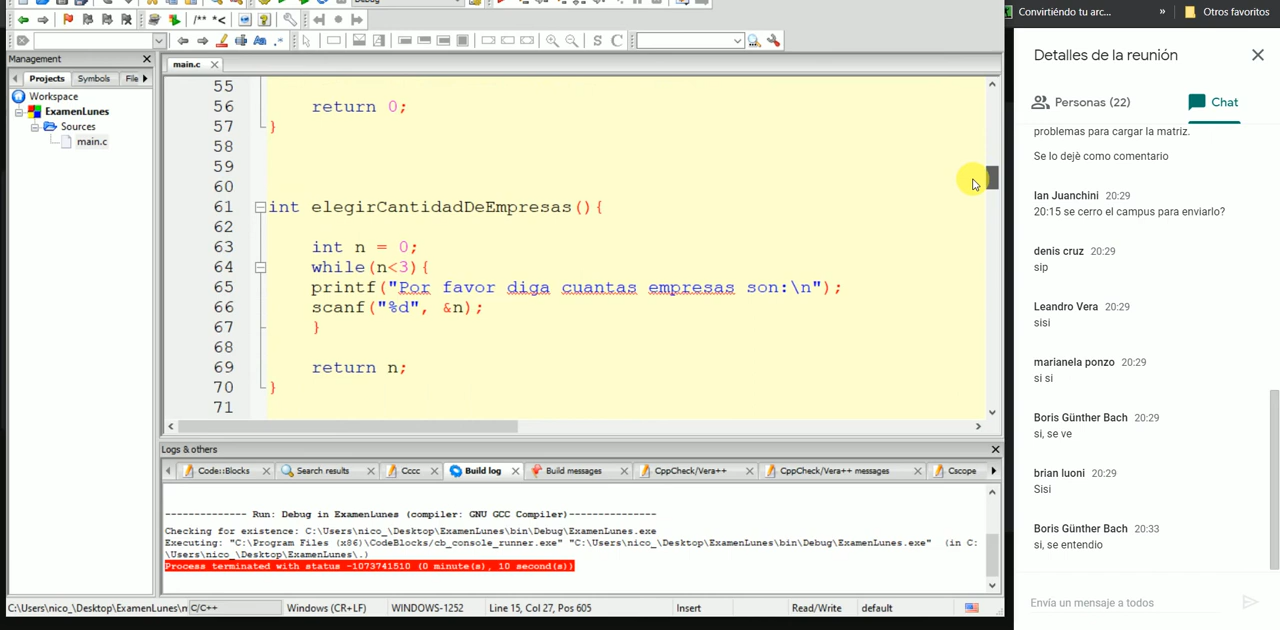 Debug
Convirtiéndo tu arc...
»
Otros favoritos
/** *<
S C
Management
Projects
Symbols
File
Workspace
ExamenLunes
Sources
main.c
main.c
55
56 return 0;
57 }
58
59
60
61 int elegirCantidadDeEmpresas(){
62
63 int n = 0;
64 while(n<3){
65 printf("Por favor diga cuantas empresas son:\n");
66 scanf("%d", &n);
67 }
68
69 return n;
70 }
71
Logs & others
Code::Blocks
Search results
Cccc
Build log
Build messages
CppCheck/Vera++
CppCheck/Vera++ messages
Cscope
-------------- Run: Debug in ExamenLunes (compiler: GNU GCC Compiler)---------------
Checking for existence: C:\Users\nico_\Desktop\ExamenLunes\bin\Debug\ExamenLunes.exe
Executing: "C:\Program Files (x86)\CodeBlocks/cb_console_runner.exe" "C:\Users\nico_\Desktop\ExamenLunes\bin\Debug\ExamenLunes.exe" (in C:
\Users\nico_\Desktop\ExamenLunes\.)
Process terminated with status -1073741510 (0 minute(s), 10 second(s))
C:\Users\nico_\Desktop\ExamenLunes\m
C/C++
Windows (CR+LF)
WINDOWS-1252
Line 15, Col 27, Pos 605
Insert
Read/Write
default
Detalles de la reunión
Personas (22)
Chat
problemas para cargar la matriz.
Se lo dejè como comentario
Ian Juanchini 20:29
20:15 se cerro el campus para enviarlo?
denis cruz 20:29
sip
Leandro Vera 20:29
sisi
marianela ponzo 20:29
si si
Boris Günther Bach 20:29
si, se ve
brian luoni 20:29
Sisi
Boris Günther Bach 20:33
si, se entendio
Envía un mensaje a todos